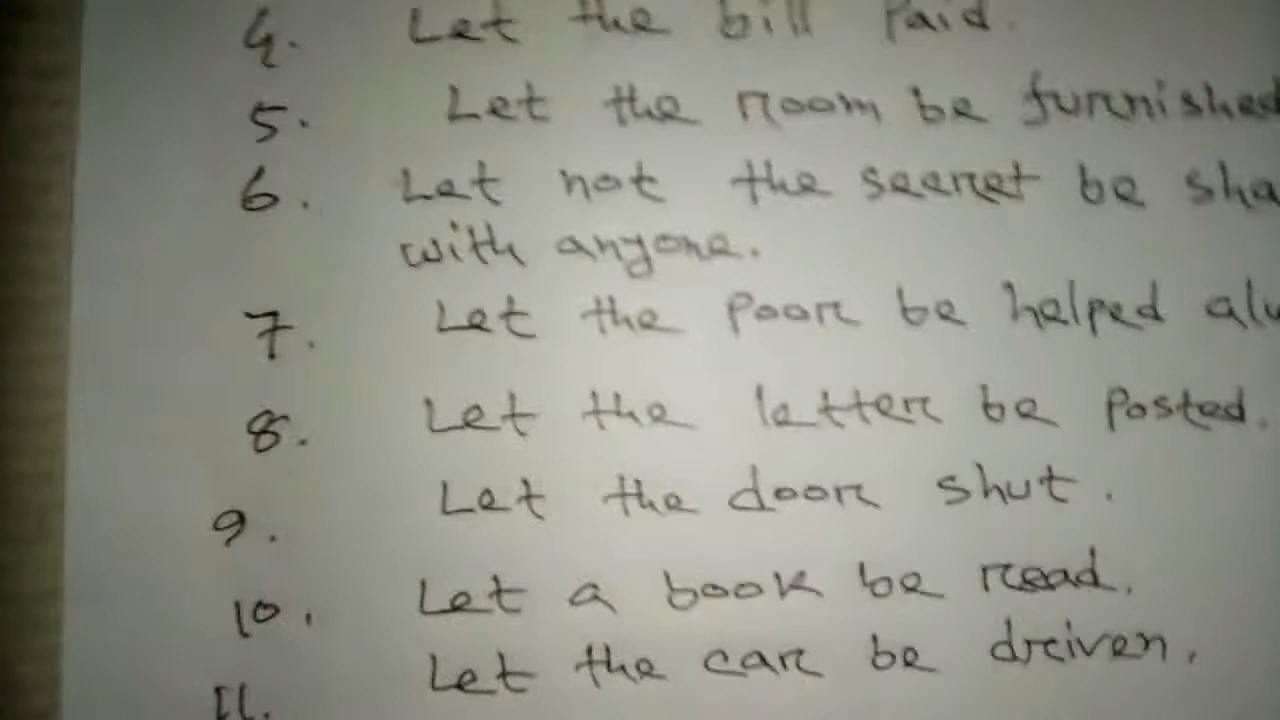 4. Let the bill Paid.
5. Let the room be furnished
6. Let not the secret be sha
with anyone.
7. Let the Poor be helped alw
8. Let the letter be Posted.
9. Let the door shut.
10. Let a book be read.
11. Let the car be driven.